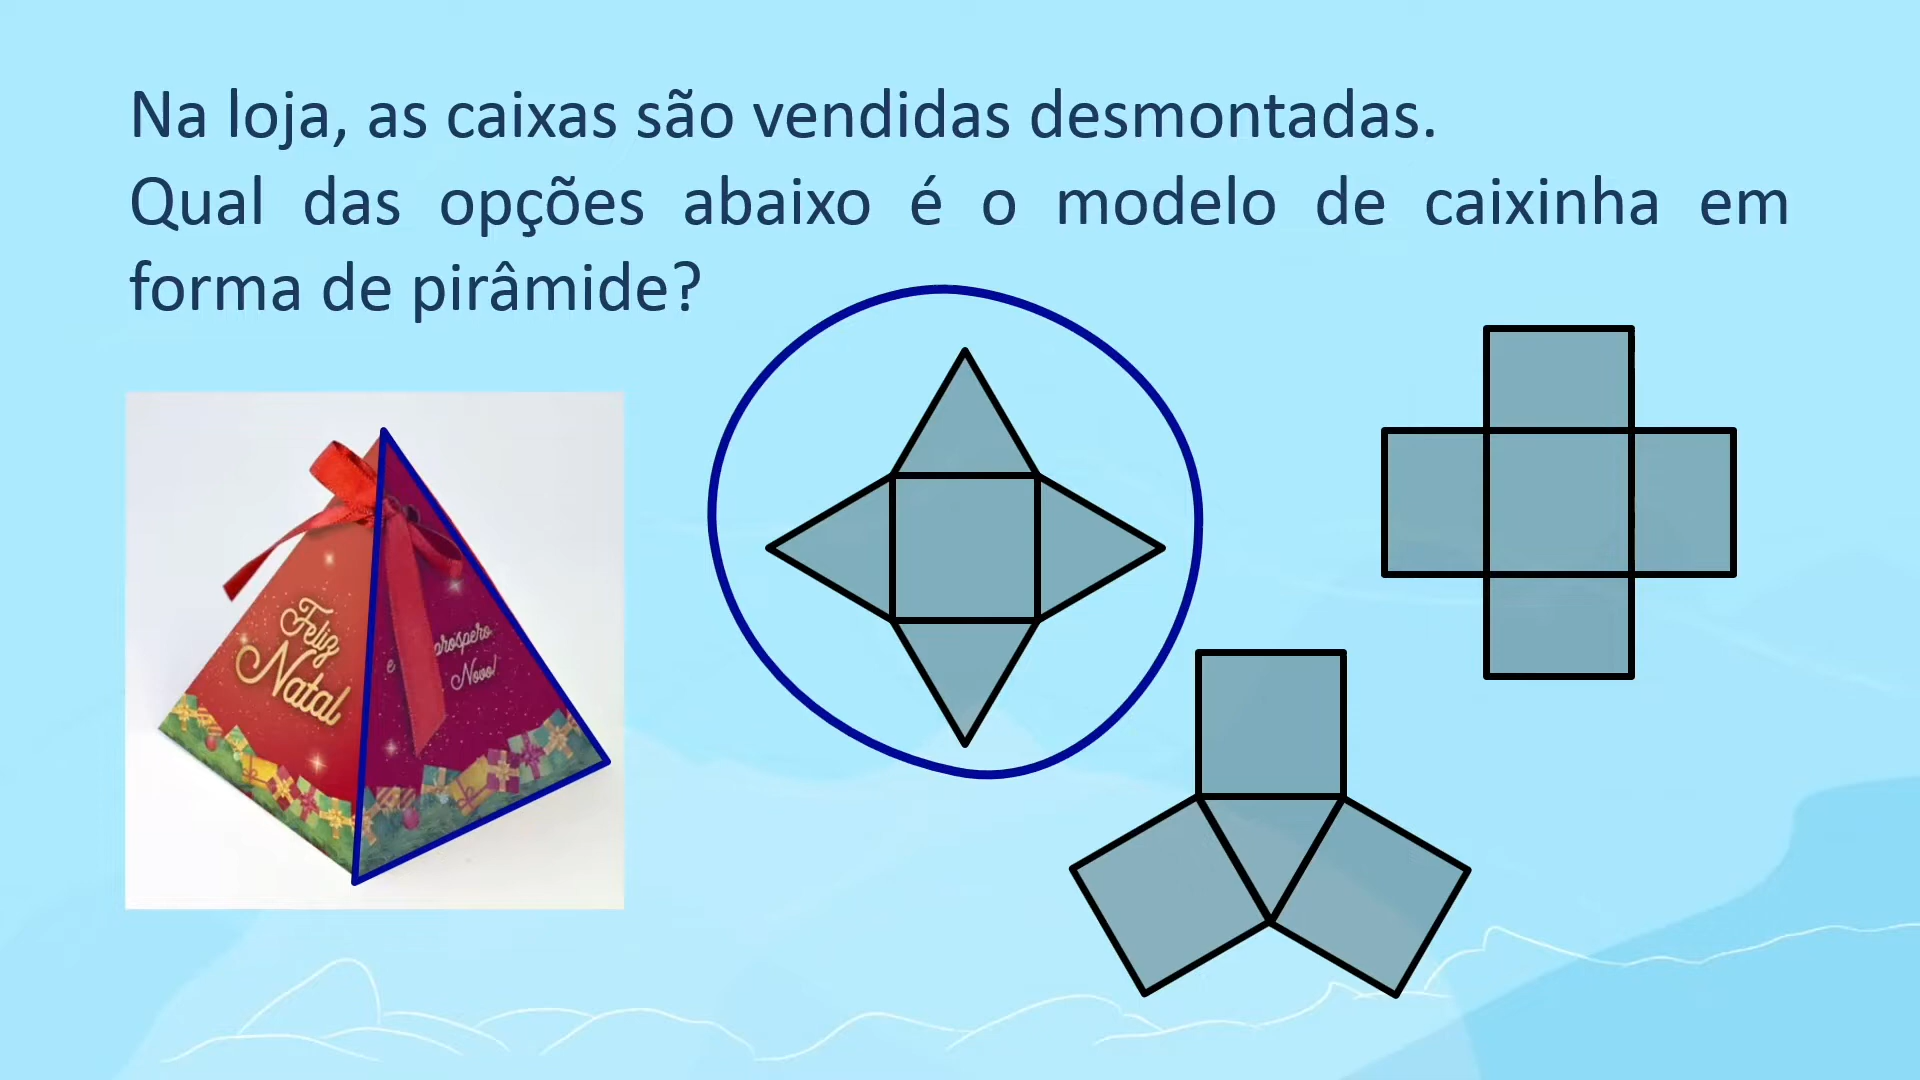 Na loja, as caixas são vendidas desmontadas.
Qual das opções abaixo é o modelo de caixinha em
forma de pirâmide?
Feliz
Natal
e
prospero
Novo!